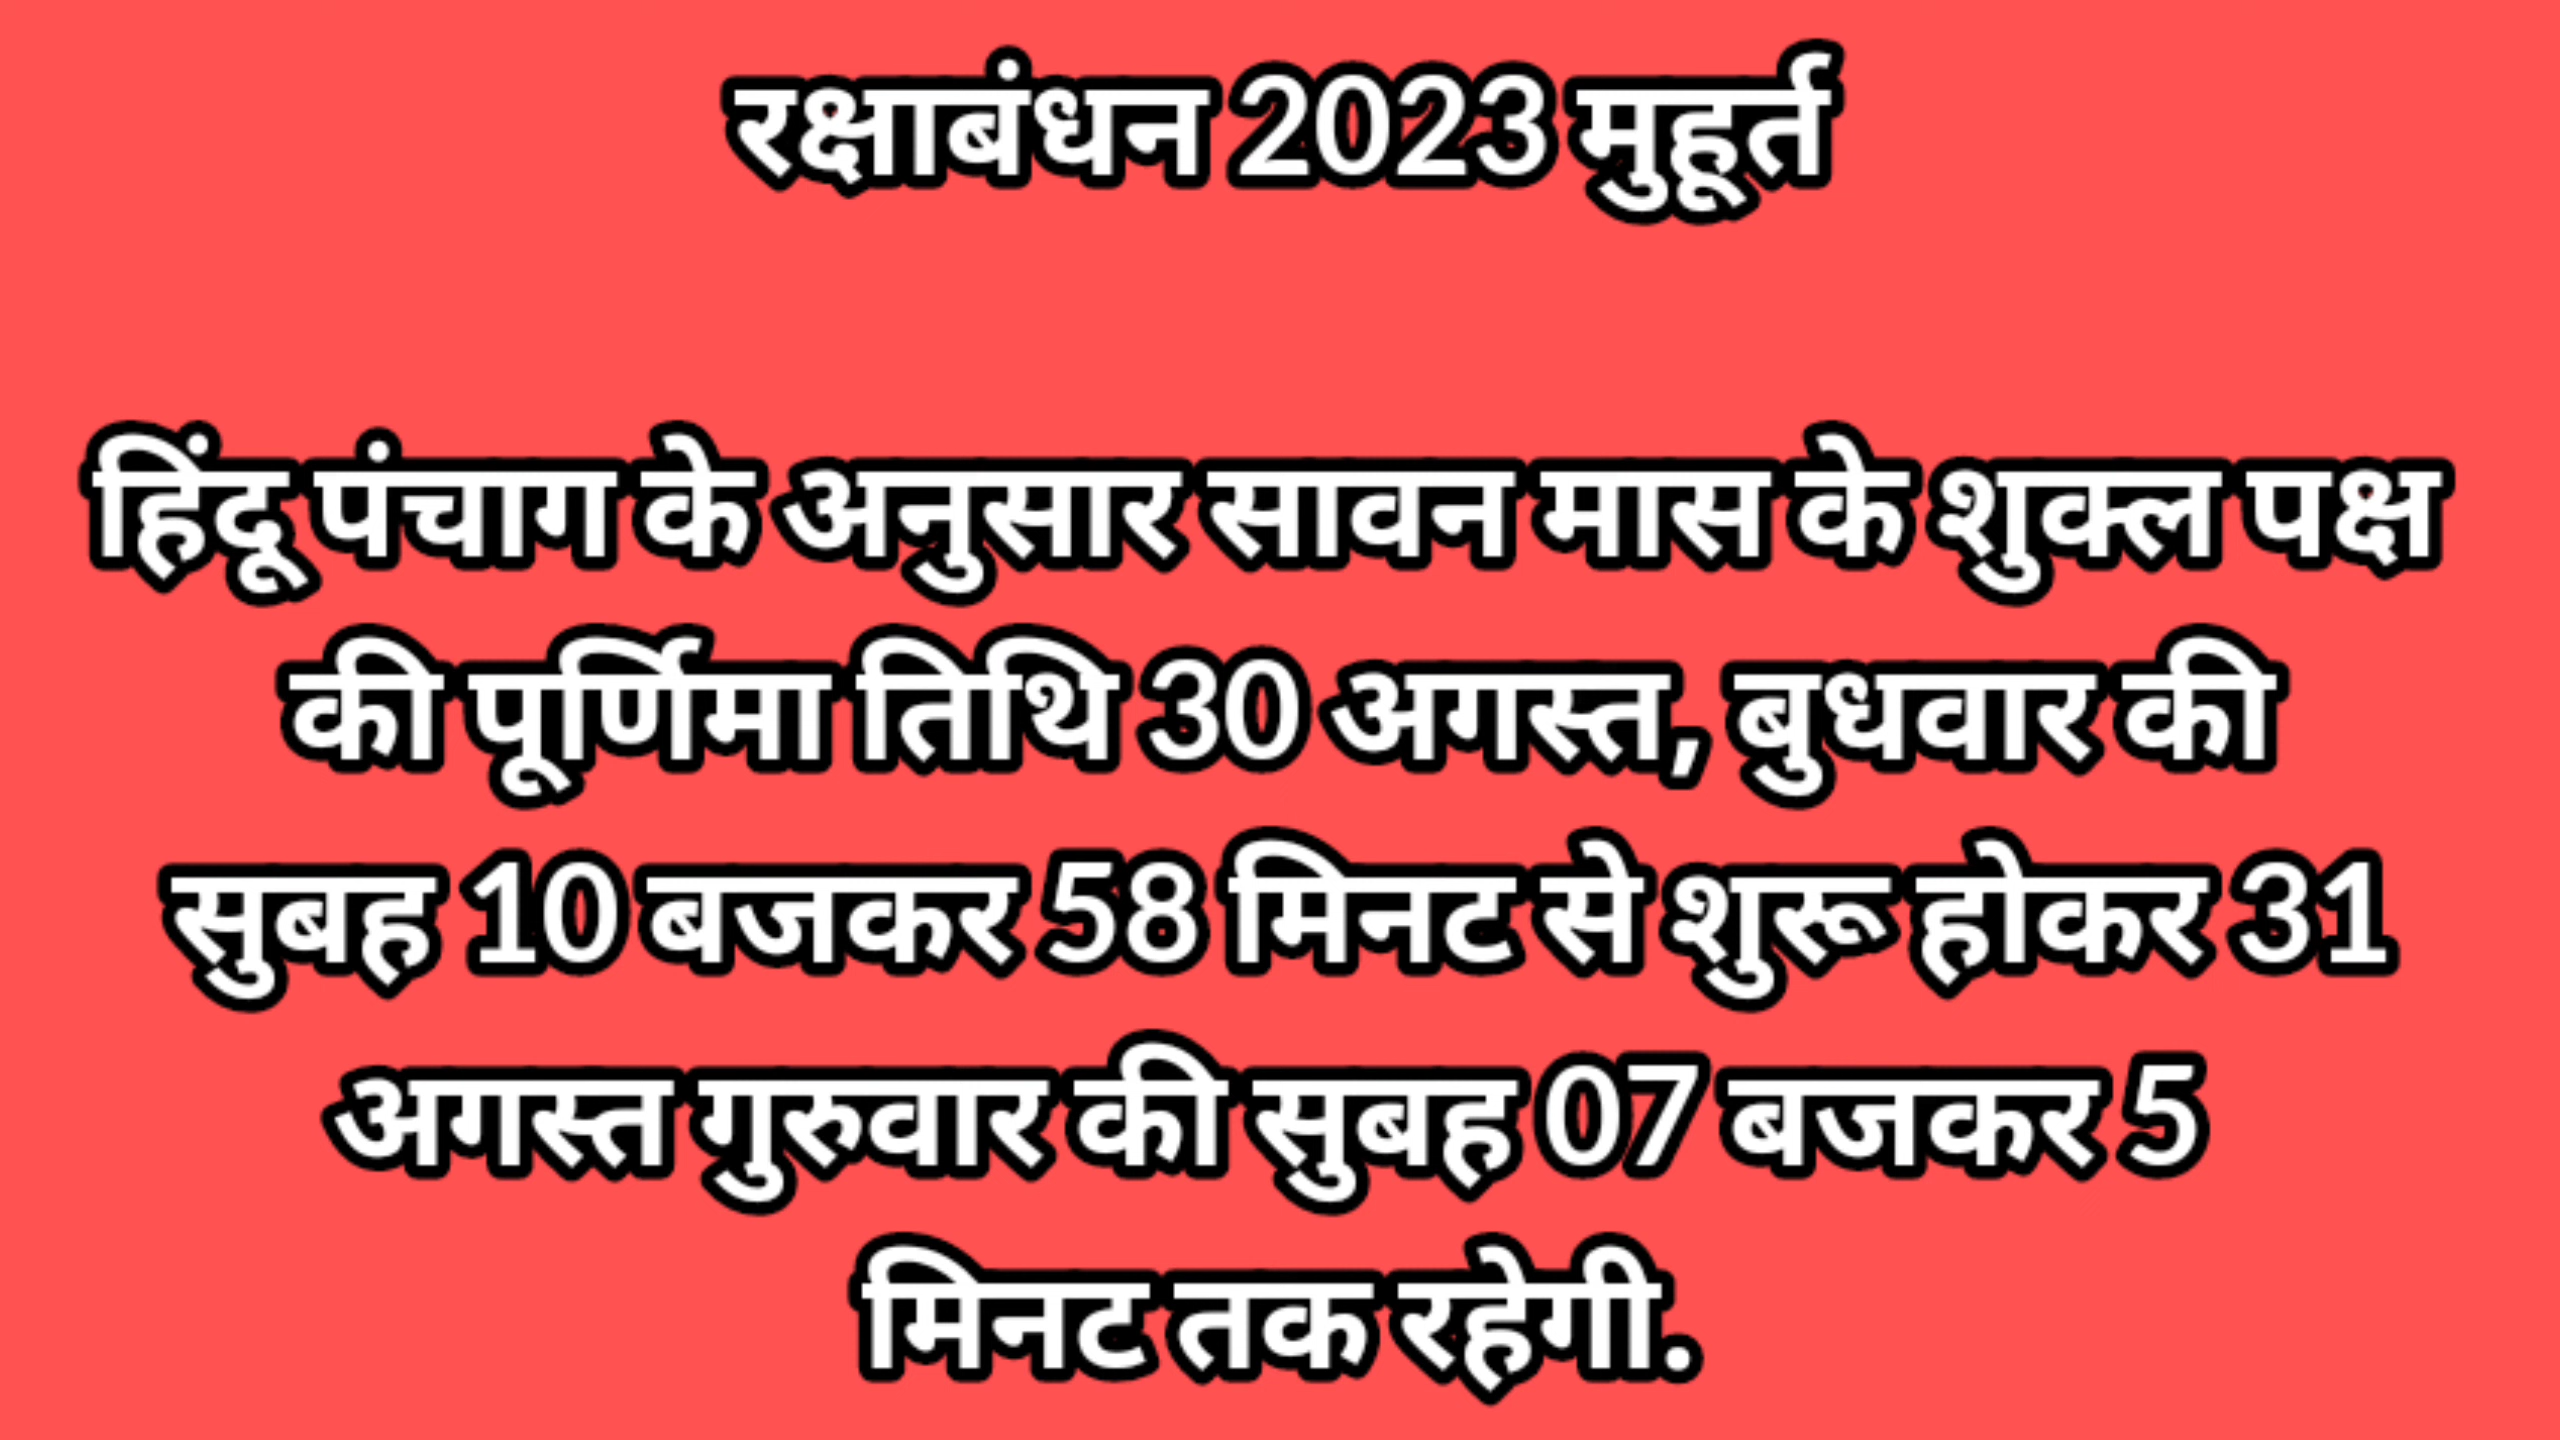 रक्षाबंधन 2023 मुहूर्त
हिंदू पंचाग के अनुसार सावन मास के शुक्ल पक्ष
की पूर्णिमा तिथि 30 अगस्त, बुधवार की
सुबह 10 बजकर 58 मिनट से शुरू होकर 31
अगस्त गुरुवार की सुबह 07 बजकर 5
मिनट तक रहेगी.